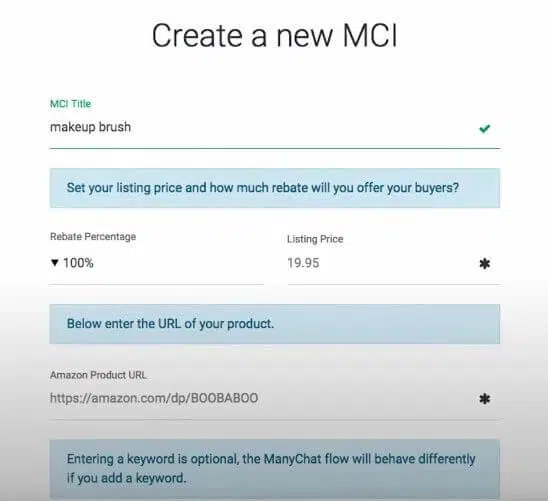 Create a new MCI
MCI Title
makeup brush
Set your listing price and how much rebate will you offer your buyers?
Rebate Percentage
Listing Price
▼ 100%
19.95
Below enter the URL of your product.
Amazon Product URL
https://amazon.com/dp/BOOBABOO
Entering a keyword is optional, the ManyChat flow will behave differently
if you add a keyword.